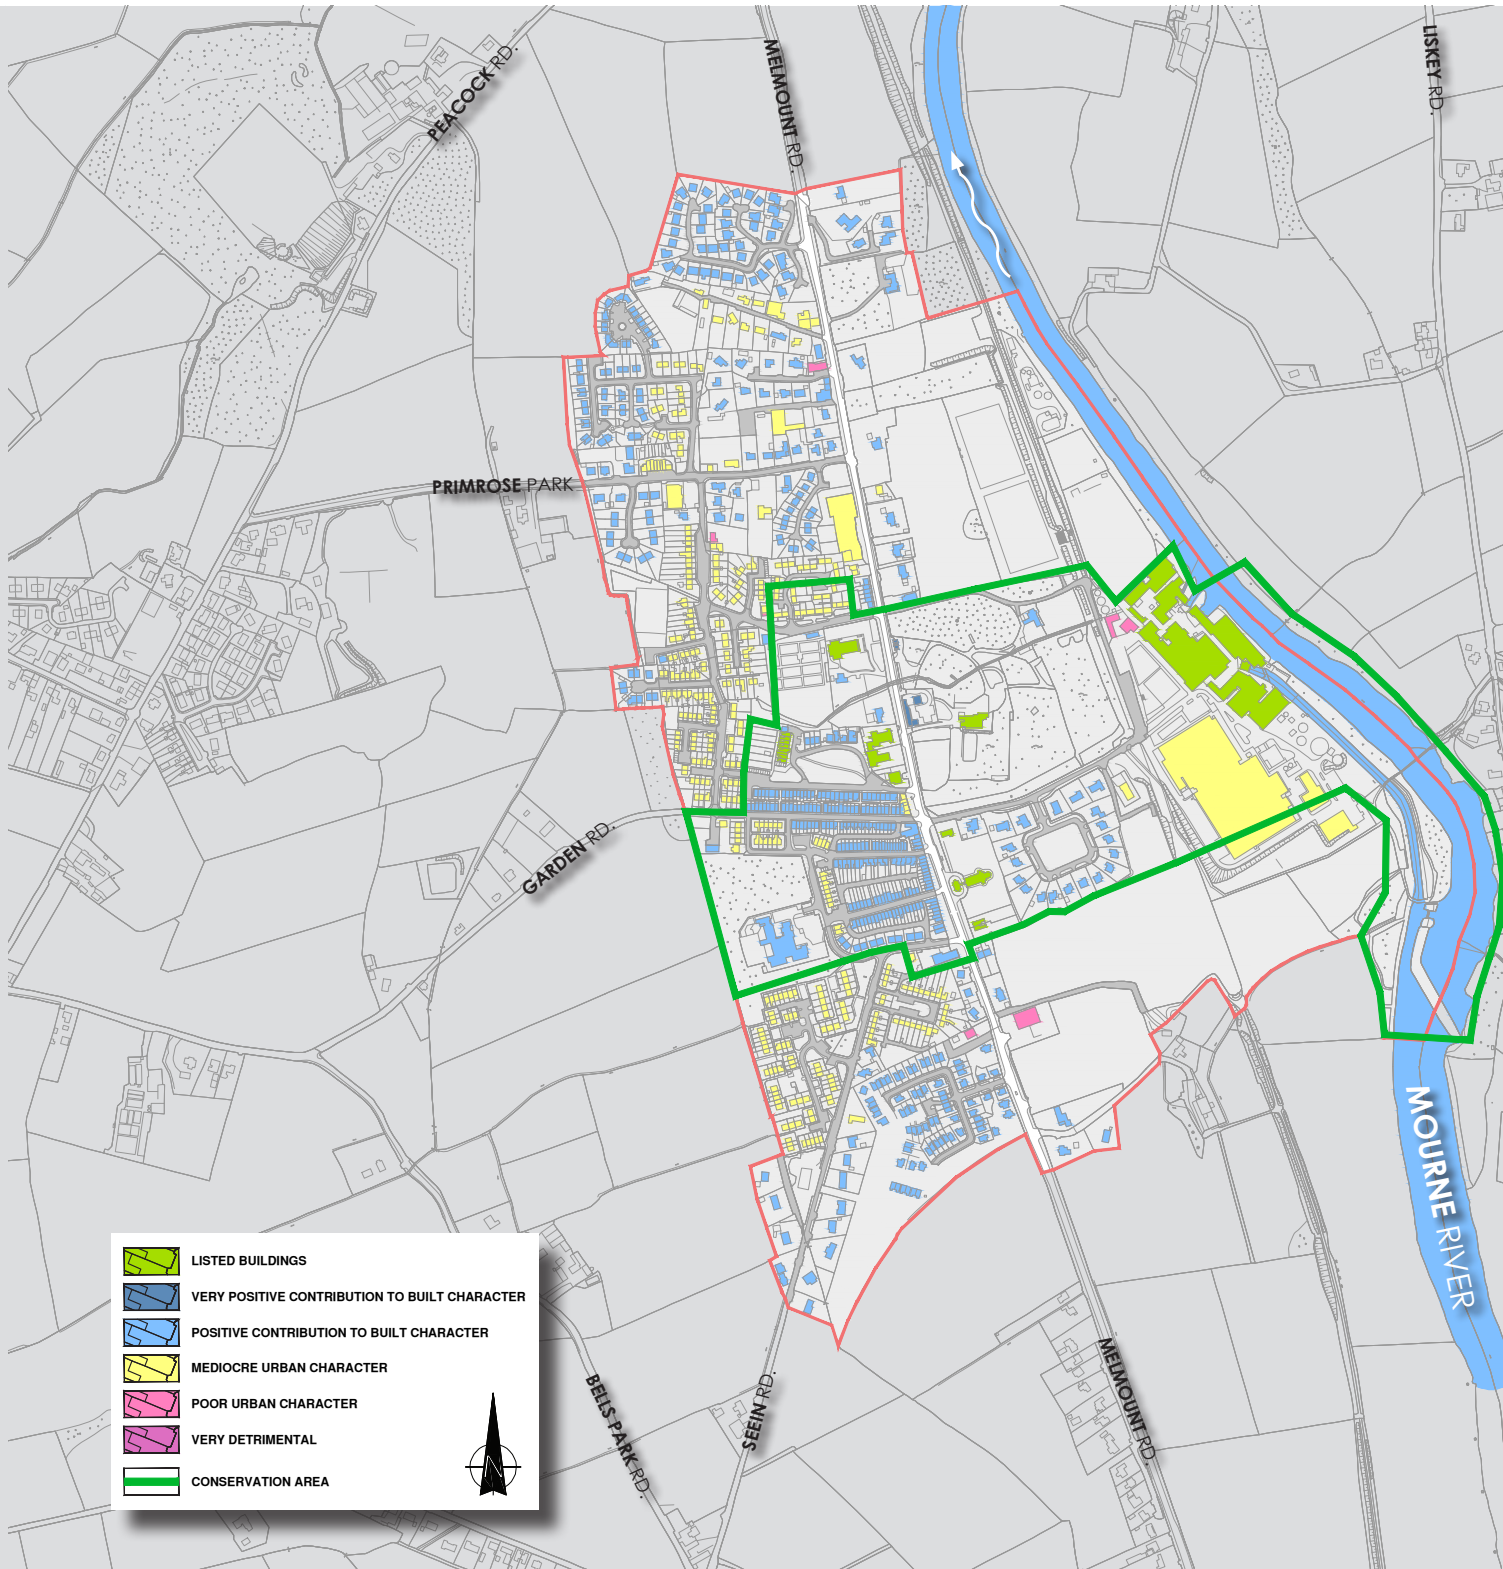 PEACOCK RD.
MELMOUNT RD.
LISKEY RD.
PRIMROSE PARK
GARDEN RD.
MOURNE RIVER
LISTED BUILDINGS
VERY POSITIVE CONTRIBUTION TO BUILT CHARACTER
POSITIVE CONTRIBUTION TO BUILT CHARACTER
MEDIOCRE URBAN CHARACTER
POOR URBAN CHARACTER
VERY DETRIMENTAL
CONSERVATION AREA
N
BELLS PARK RD.
SEEIN RD.
MELMOUNT RD.